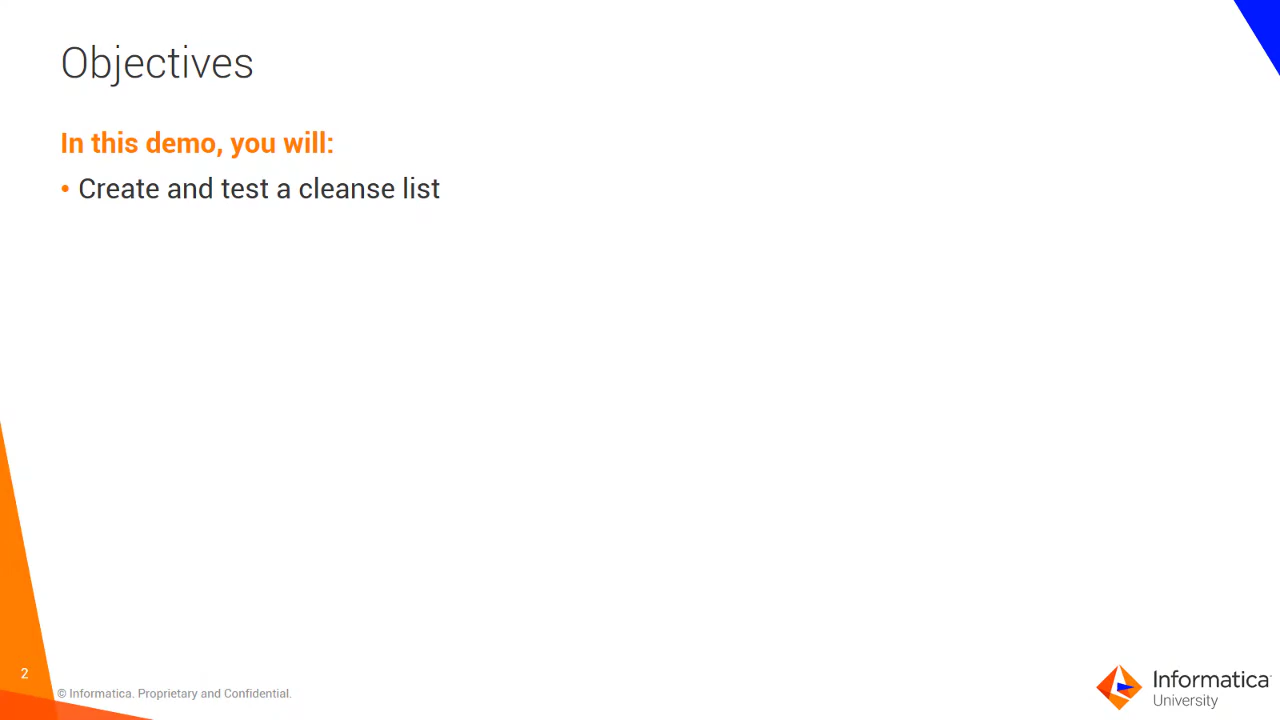 Objectives
In this demo, you will:
• Create and test a cleanse list
2
© Informatica. Proprietary and Confidential.
Informatica
University